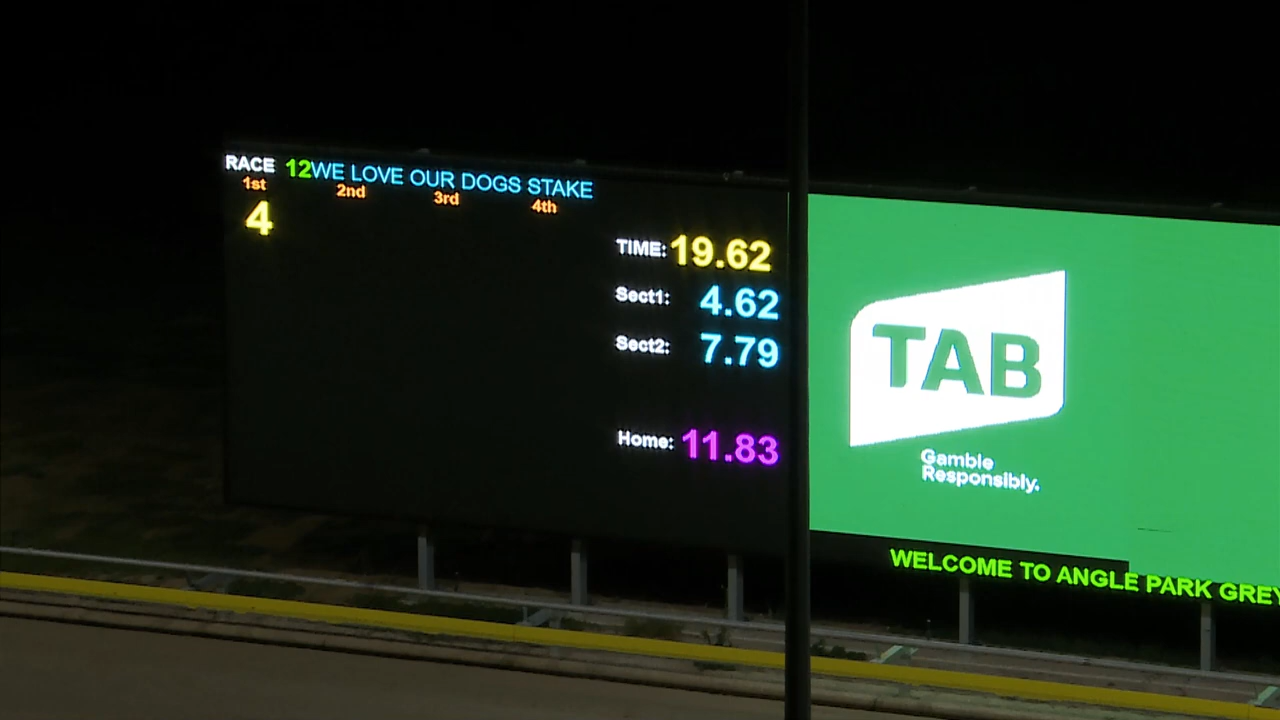 RACE 12WE LOVE OUR DOGS STAKE
1st 2nd 3rd 4th
4
TIME: 19.62
Sect1: 4.62
Sect2: 7.79
Home: 11.83
TAB
Gamble
Responsibly.
WELCOME TO ANGLE PARK GREY